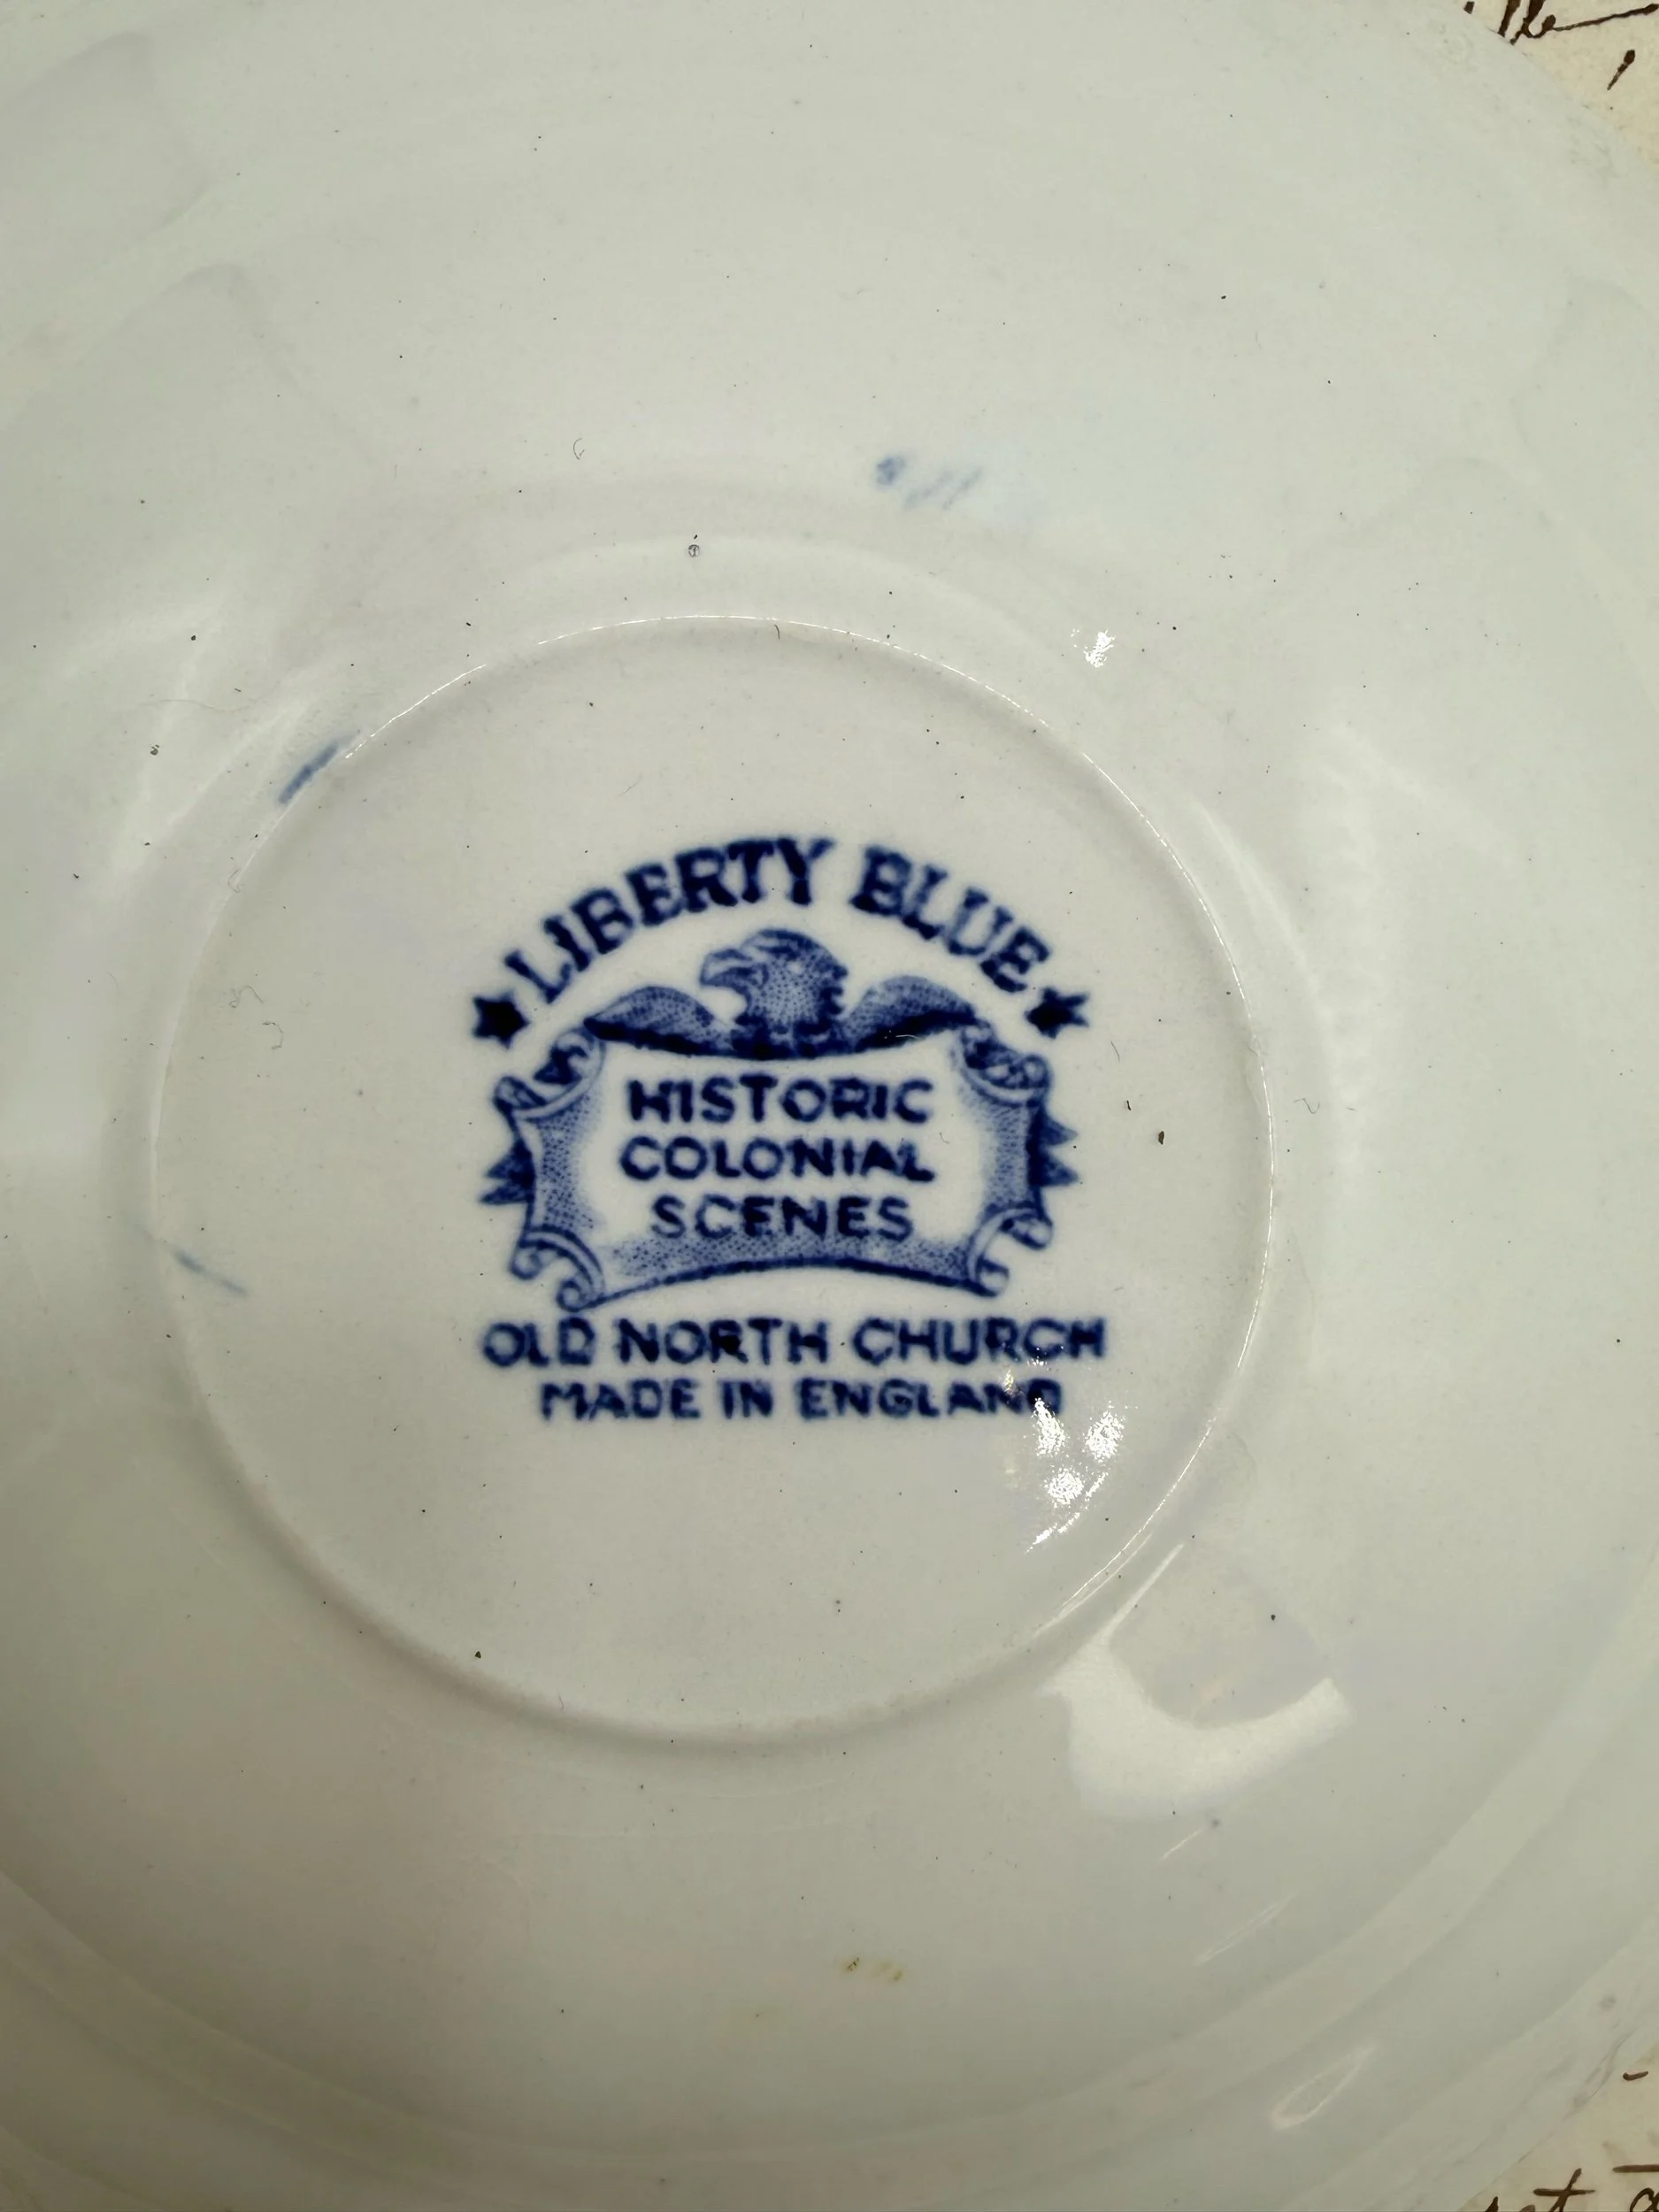 LIBERTY BLUE
HISTORIC
COLONIAL
SCENES
OLD NORTH CHURCH
MADE IN ENGLAND